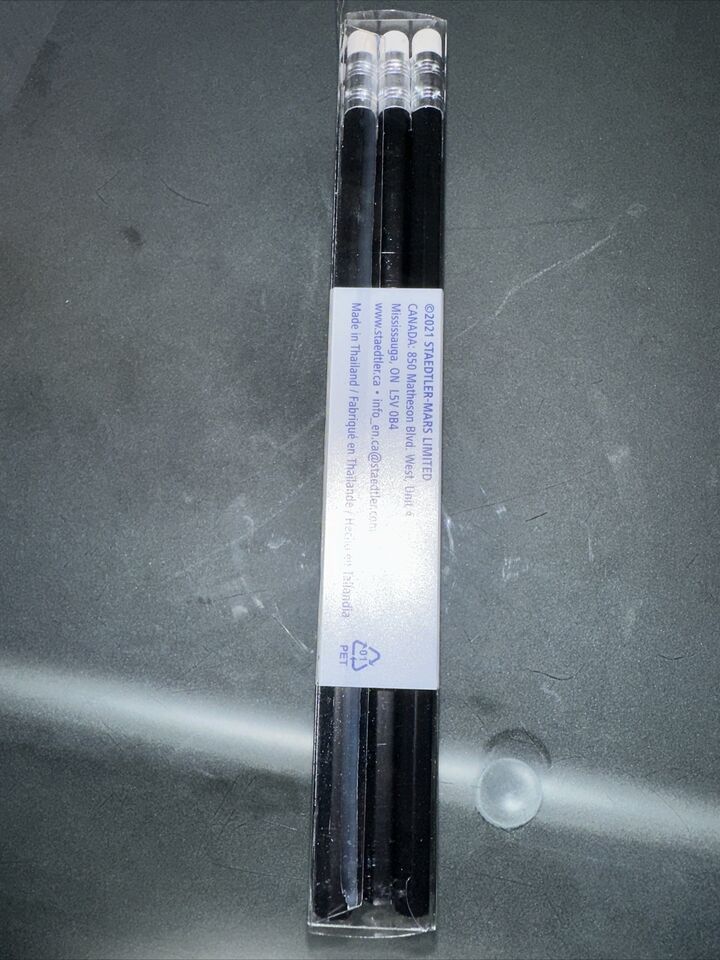 ©2021 STAEDTLER-MARS LIMITED
CANADA: 850 Matheson Blvd. West, Unit 4
Mississauga, ON L5V 0B4
www.staedtler.ca • info_en.ca@staedtler.com
Made in Thailand / Fabriqué en Thaïlande / Hecho en Tailandia
01
PET